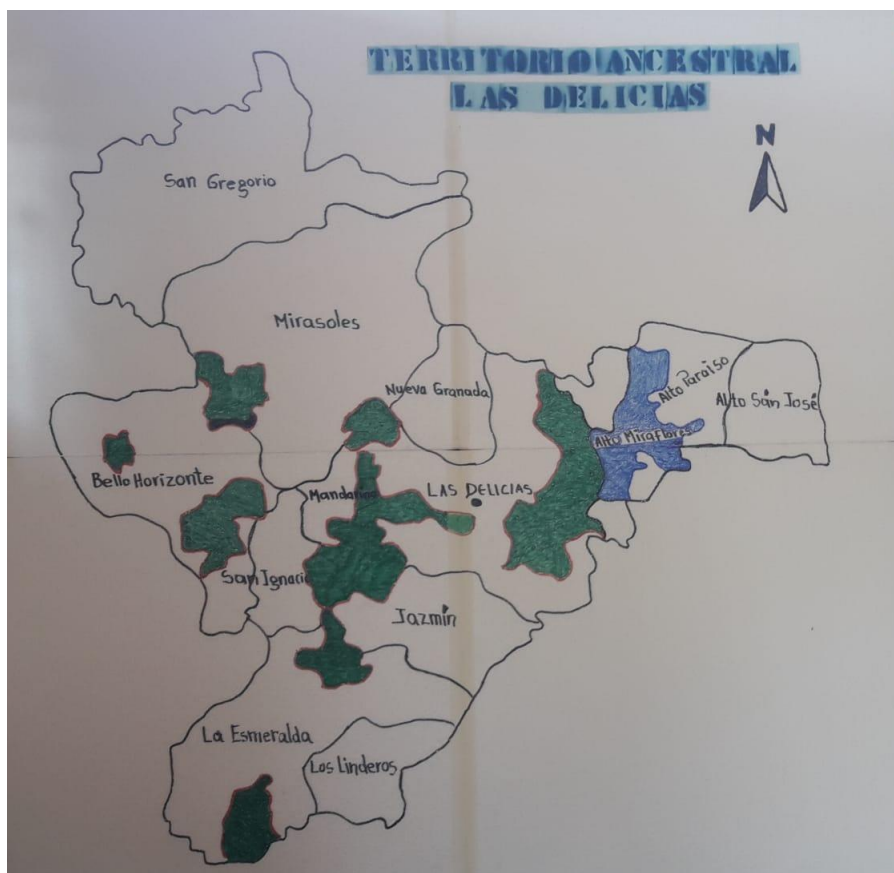 TERRITORIO ANCESTRAL
LAS DELICIAS
N
San Gregorio
Mirasoles
Nueva Granada
Alto Paraiso
Alto San José
Alto Miraflores
Bello Horizonte
Mandarino
LAS DELICIAS
San Ignacio
Jazmín
La Esmeralda
Los Linderos